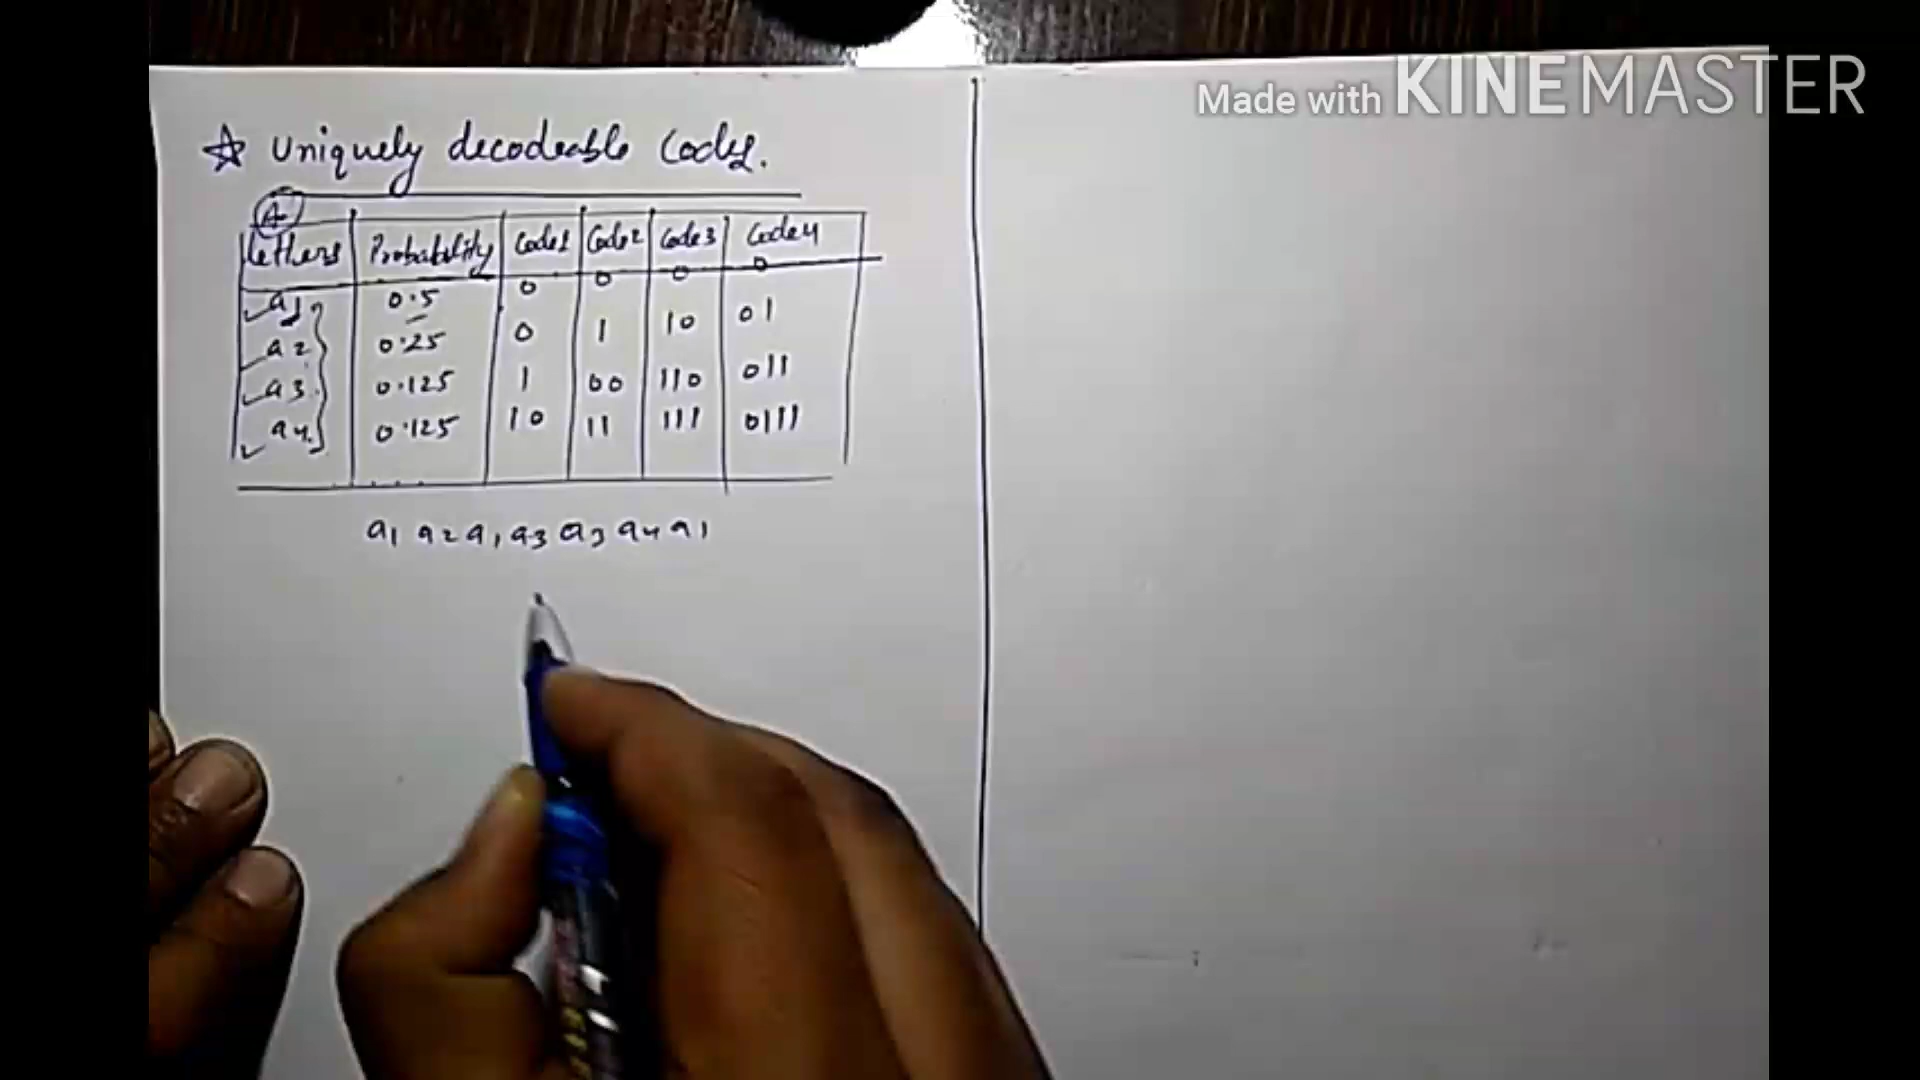 Made with KINEMASTER
☆ Uniquely decodeable Codes.
A
letters Probability Code1 Code2 Code3 Code4
a1 0.5 0 0 0 0
a2 0.25 0 1 10 01
a3 0.125 1 00 110 011
a4 0.125 10 11 111 0111
a1 a2 a1 a3 a3 a4 a1